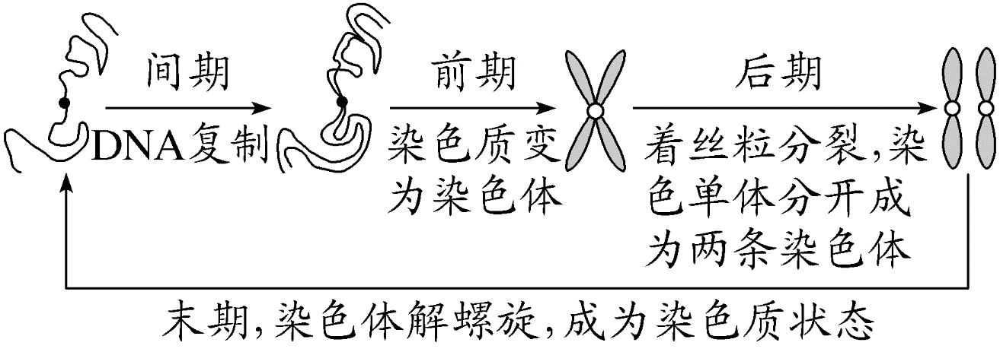 间期
DNA复制
前期
染色质变
为染色体
后期
着丝粒分裂,染
色单体分开成
为两条染色体
末期,染色体解螺旋,成为染色质状态